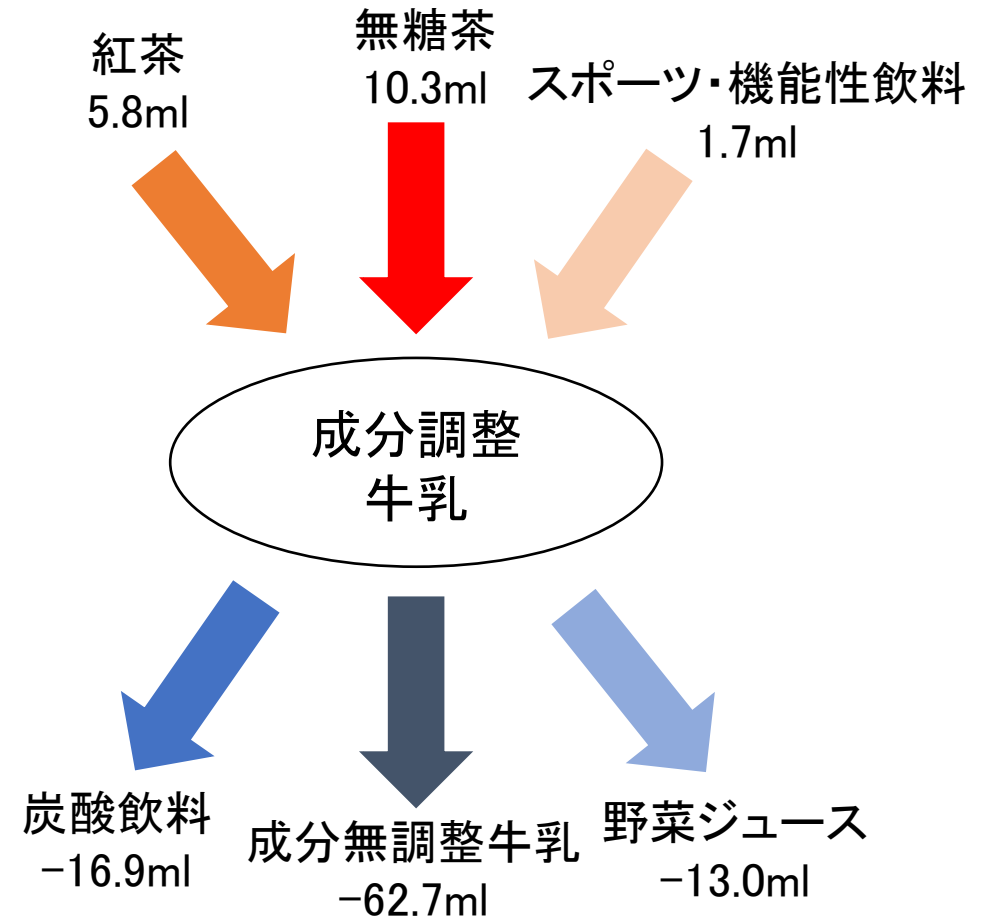 紅茶
5.8ml
無糖茶
10.3ml
スポーツ・機能性飲料
1.7ml
成分調整
牛乳
炭酸飲料
−16.9ml
成分無調整牛乳
−62.7ml
野菜ジュース
−13.0ml